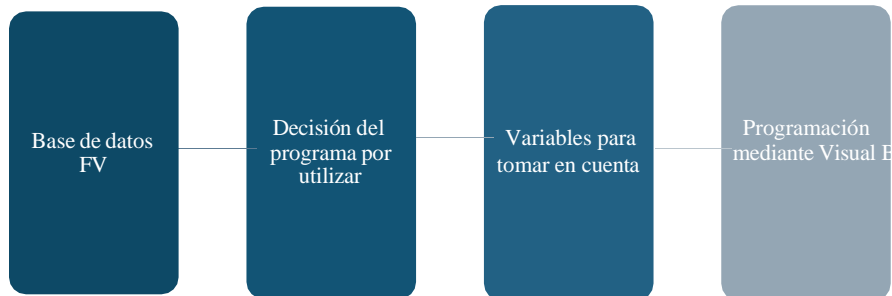 Base de datos
FV
Decisión del
programa por
utilizar
Variables para
tomar en cuenta
Programación
mediante Visual